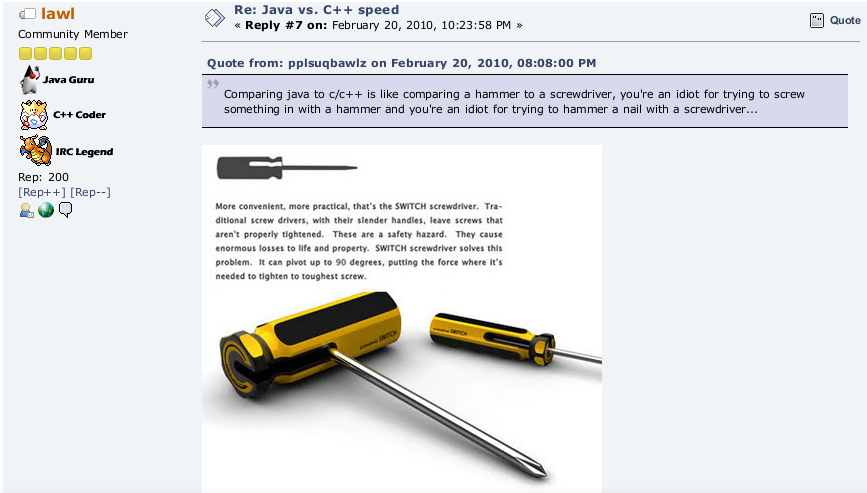 lawl
Community Member
Java Guru
C++ Coder
IRC Legend
Rep: 200
[Rep++] [Rep--]
Re: Java vs. C++ speed
« Reply #7 on: February 20, 2010, 10:23:58 PM »
Quote
Quote from: pplsuqbawlz on February 20, 2010, 08:08:00 PM
Comparing java to c/c++ is like comparing a hammer to a screwdriver, you're an idiot for trying to screw
something in with a hammer and you're an idiot for trying to hammer a nail with a screwdriver...
More convenient, more practical, that's the SWITCH screwdriver. Tra-
ditional screw drivers, with their slender handles, leave screws that
aren't properly tightened. These are a safety hazard. They cause
enormous losses to life and property. SWITCH screwdriver solves this
problem. It can pivot up to 90 degrees, putting the force where it's
needed to tighten to toughest screw.
screwdriver SWITCH
screwdriver SWITCH